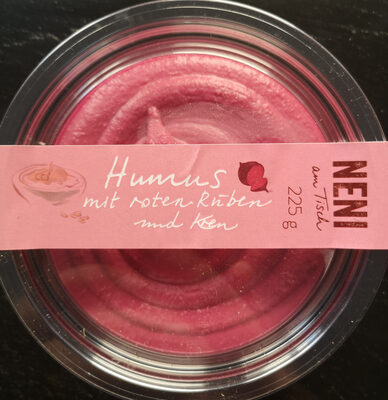 Humus
mit roten Rüben
und Kren
NENI
am Tisch
225 g